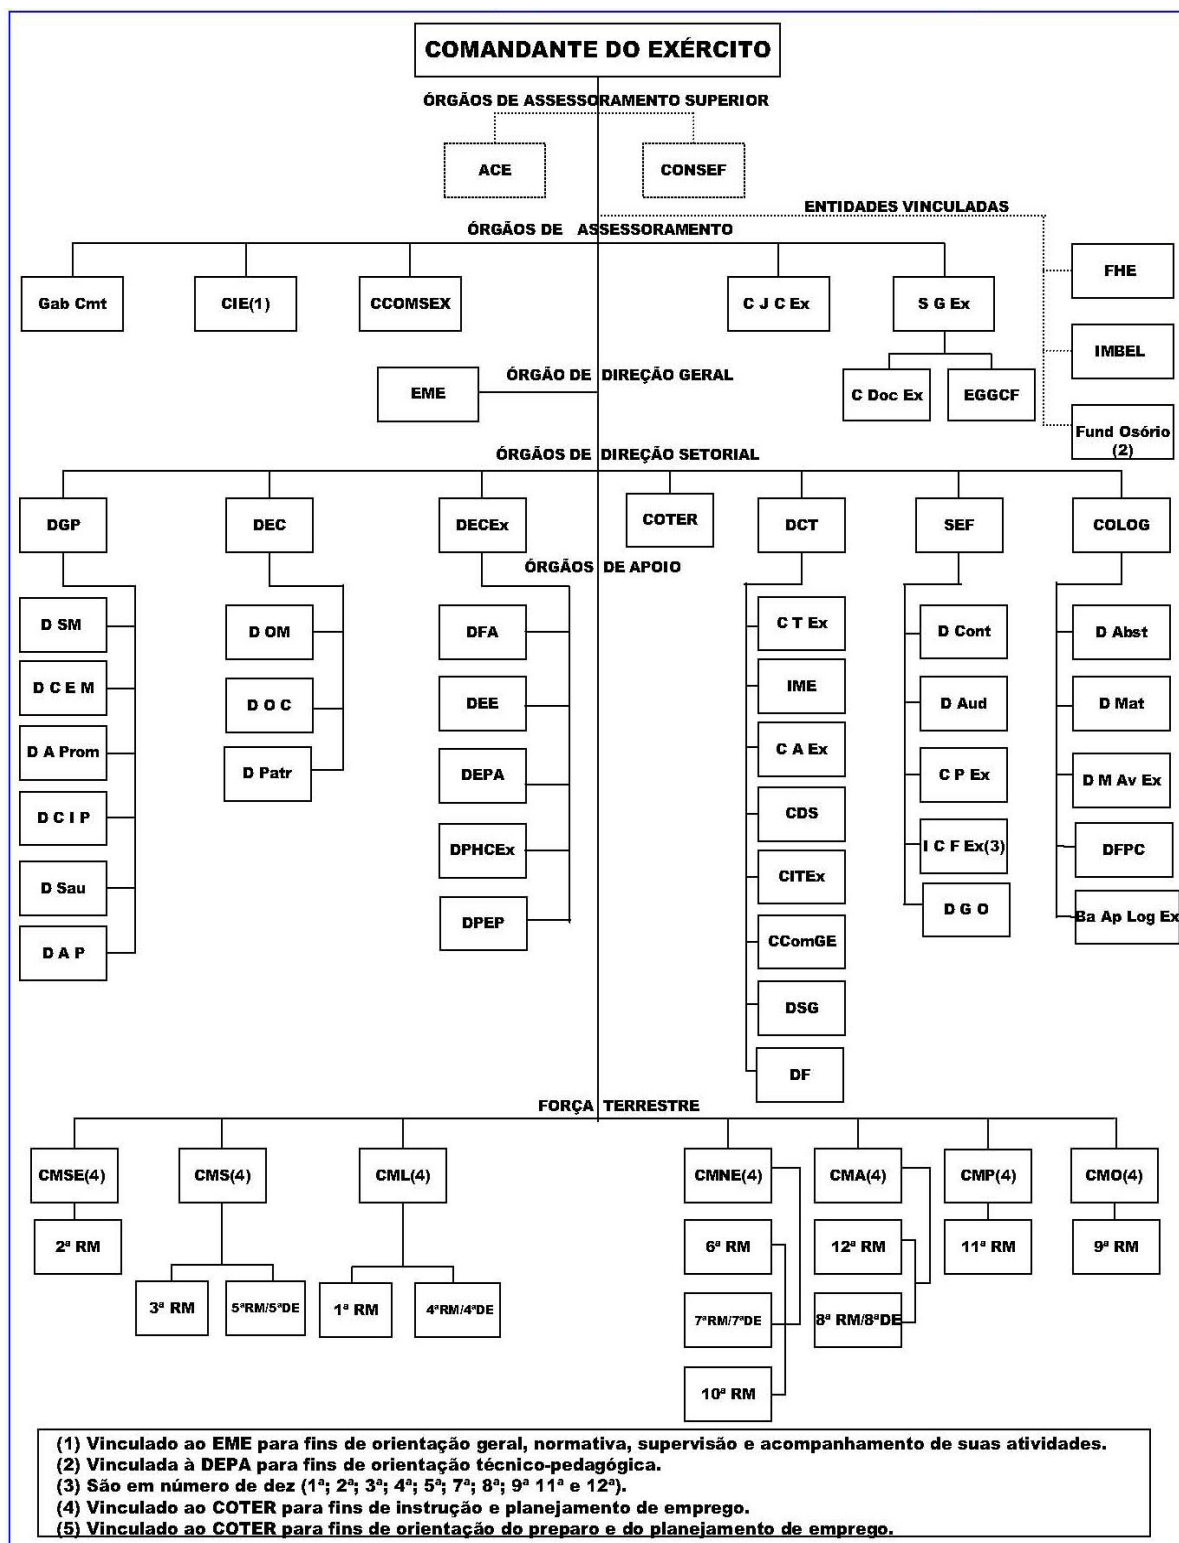 COMANDANTE DO EXÉRCITO
ÓRGÃOS DE ASSESSORAMENTO SUPERIOR
ACE
CONSEF
ENTIDADES VINCULADAS
ÓRGÃOS DE ASSESSORAMENTO
Gab Cmt
CIE(1)
CCOMSEX
C J C Ex
S G Ex
FHE
IMBEL
Fund Osório
(2)
C Doc Ex
EGGCF
ÓRGÃO DE DIREÇÃO GERAL
EME
ÓRGÃOS DE DIREÇÃO SETORIAL
DGP
DEC
DECEx
COTER
DCT
SEF
COLOG
ÓRGÃOS DE APOIO
D SM
D C E M
D A Prom
D C I P
D Sau
D A P
D OM
D O C
D Patr
DFA
DEE
DEPA
DPHCEx
DPEP
C T Ex
IME
C A Ex
CDS
CITEx
CComGE
DSG
DF
D Cont
D Aud
C P Ex
I C F Ex(3)
D G O
D Abst
D Mat
D M Av Ex
DFPC
Ba Ap Log Ex
FORÇA TERRESTRE
CMSE(4)
CMS(4)
CML(4)
CMNE(4)
CMA(4)
CMP(4)
CMO(4)
2ª RM
3ª RM
5ªRM/5ªDE
1ª RM
4ªRM/4ªDE
6ª RM
7ªRM/7ªDE
10ª RM
12ª RM
8ª RM/8ªDE
11ª RM
9ª RM
(1) Vinculado ao EME para fins de orientação geral, normativa, supervisão e acompanhamento de suas atividades.
(2) Vinculada à DEPA para fins de orientação técnico-pedagógica.
(3) São em número de dez (1ª; 2ª; 3ª; 4ª; 5ª; 7ª; 8ª; 9ª 11ª e 12ª).
(4) Vinculado ao COTER para fins de instrução e planejamento de emprego.
(5) Vinculado ao COTER para fins de orientação do preparo e do planejamento de emprego.